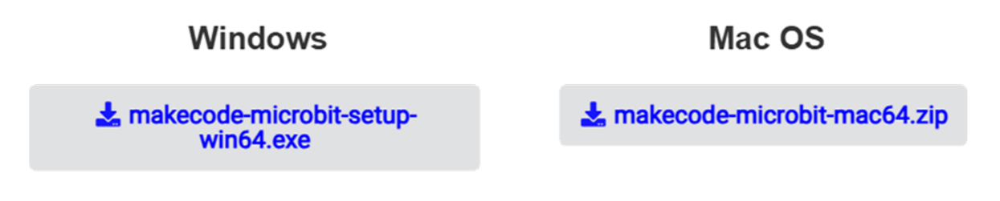 Windows
Mac OS
makecode-microbit-setup-
win64.exe
makecode-microbit-mac64.zip